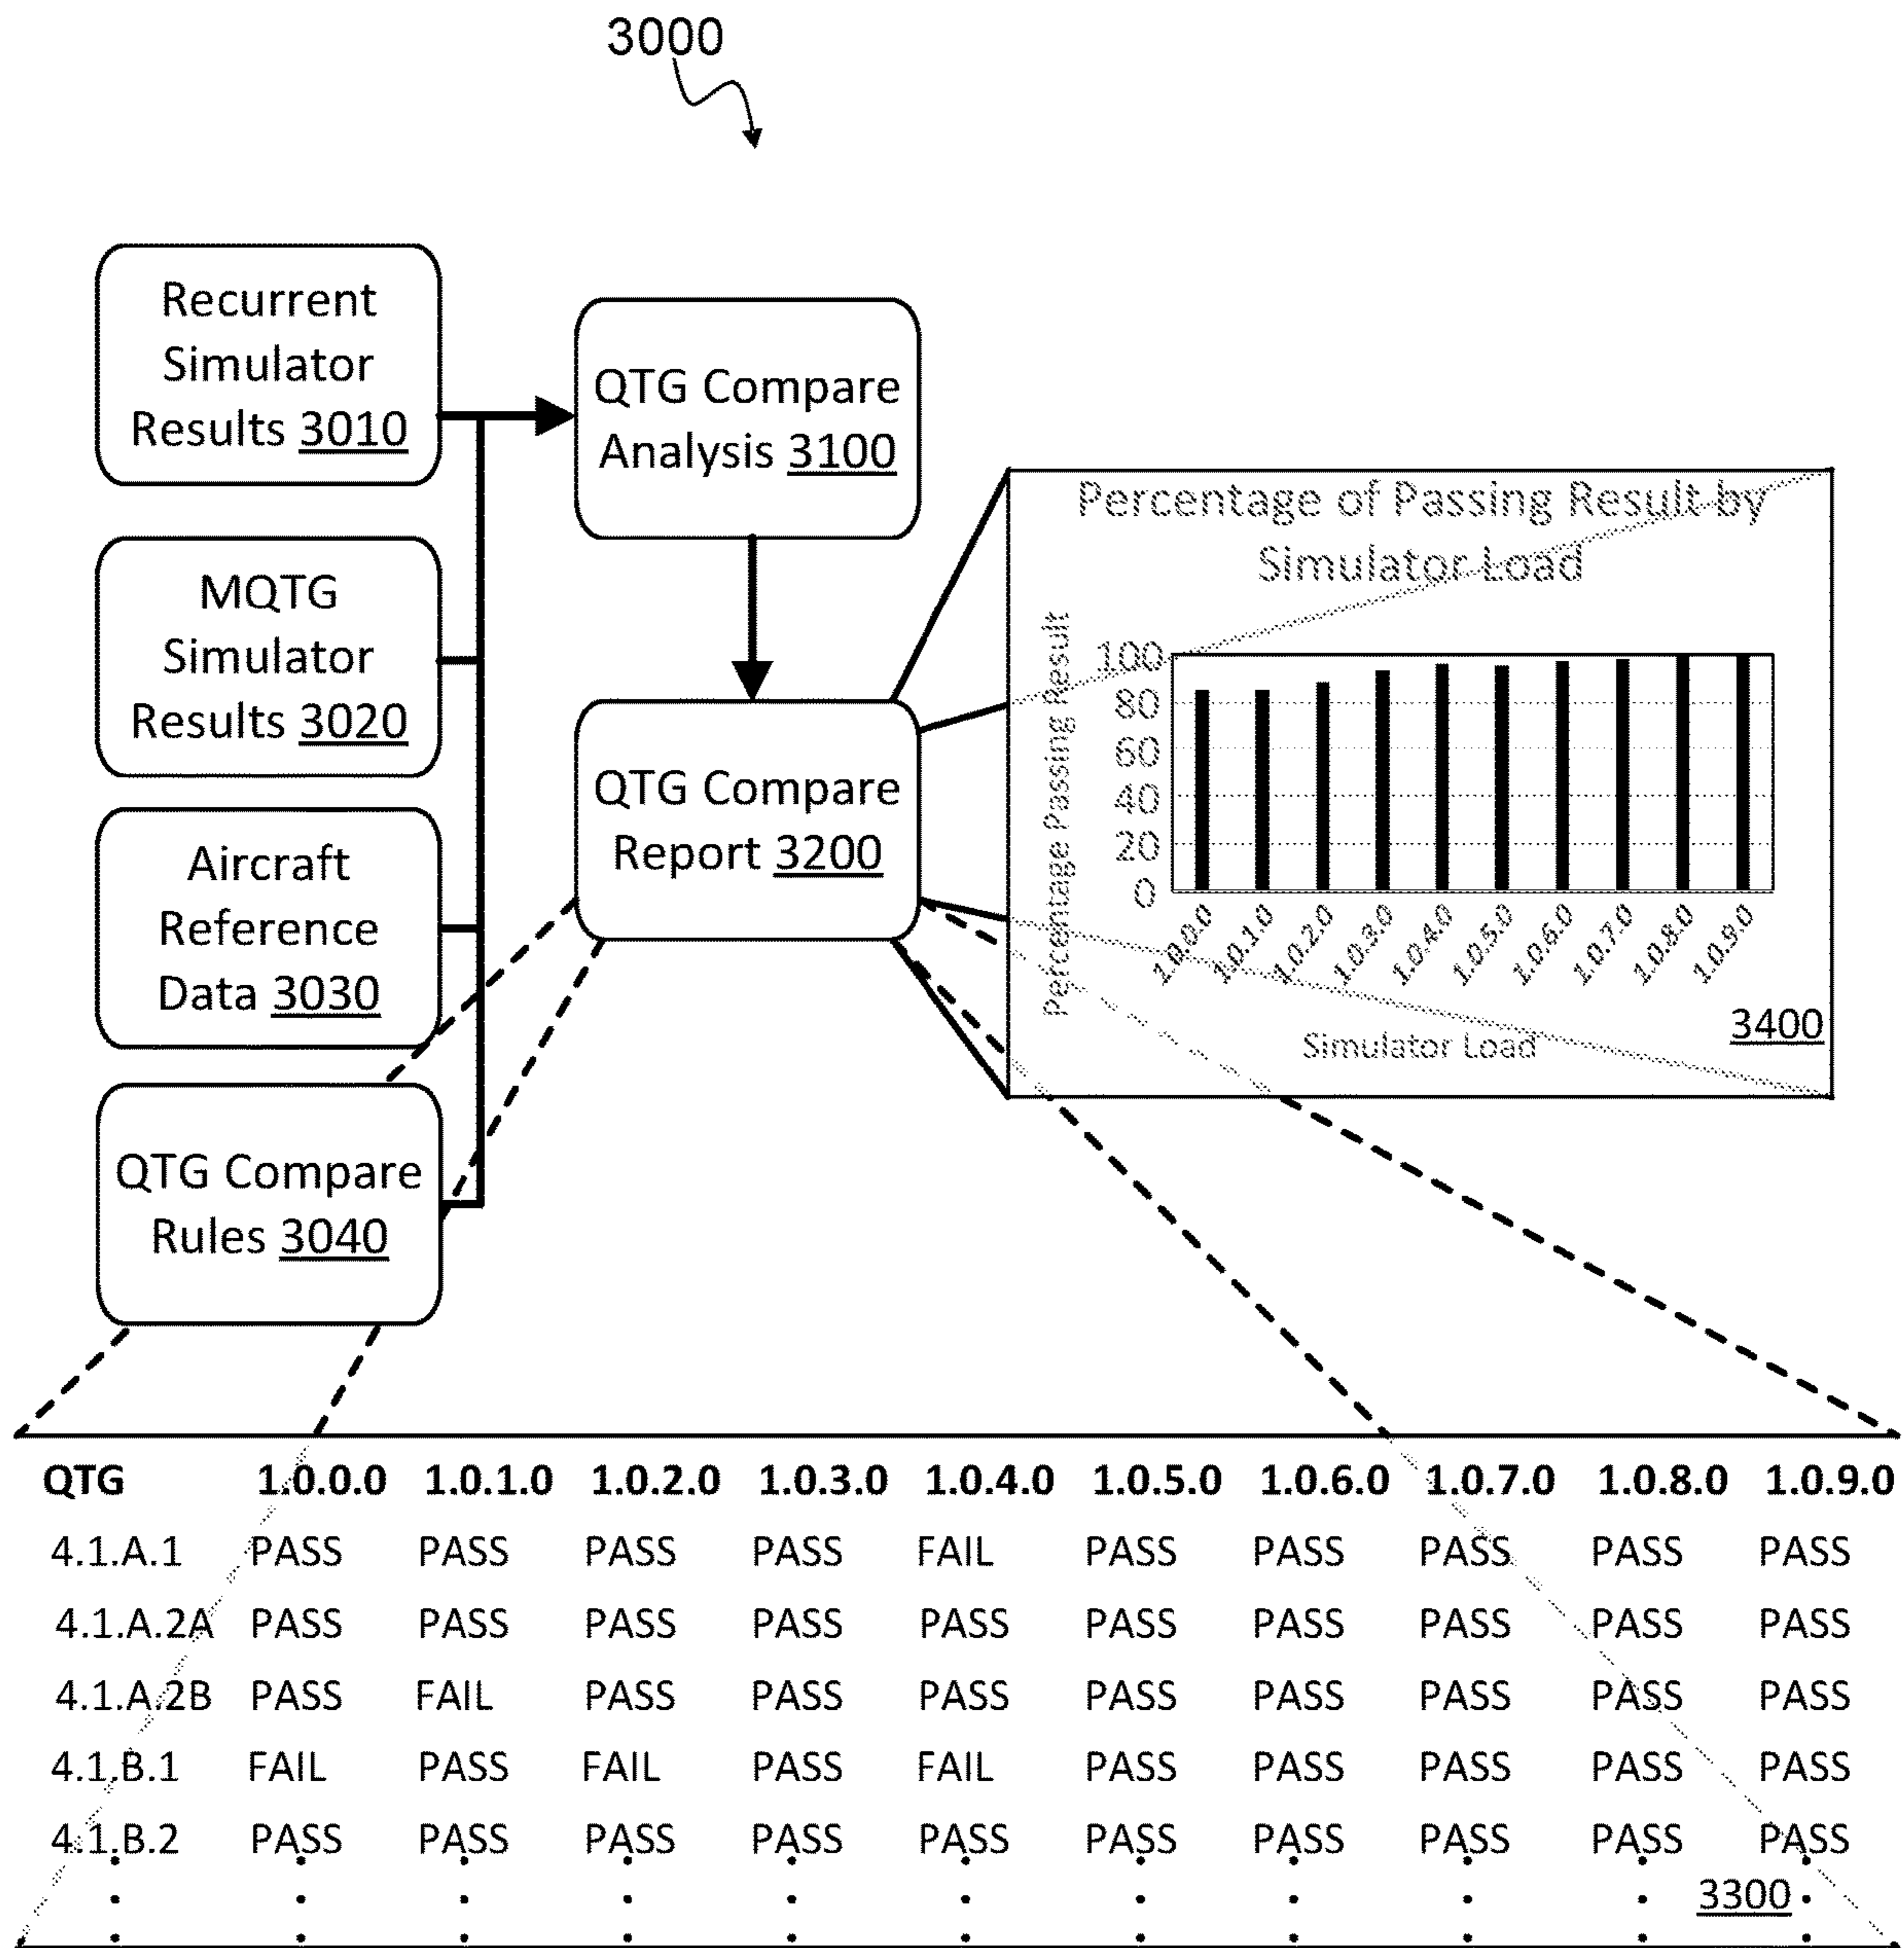 3000
Recurrent
Simulator
Results 3010
MQTG
Simulator
Results 3020
Aircraft
Reference
Data 3030
QTG Compare
Rules 3040
QTG Compare
Analysis 3100
QTG Compare
Report 3200
Percentage of Passing Result by
Simulator Load
Percentage Passing Result
100
80
60
40
20
0
1.0.0.0
1.0.1.0
1.0.2.0
1.0.3.0
1.0.4.0
1.0.5.0
1.0.6.0
1.0.7.0
1.0.8.0
1.0.9.0
Simulator Load
3400
QTG 1.0.0.0 1.0.1.0 1.0.2.0 1.0.3.0 1.0.4.0 1.0.5.0 1.0.6.0 1.0.7.0 1.0.8.0 1.0.9.0
4.1.A.1 PASS PASS PASS PASS FAIL PASS PASS PASS PASS PASS
4.1.A.2A PASS PASS PASS PASS PASS PASS PASS PASS PASS PASS
4.1.A.2B PASS FAIL PASS PASS PASS PASS PASS PASS PASS PASS
4.1.B.1 FAIL PASS FAIL PASS FAIL PASS PASS PASS PASS PASS
4.1.B.2 PASS PASS PASS PASS PASS PASS PASS PASS PASS PASS
3300